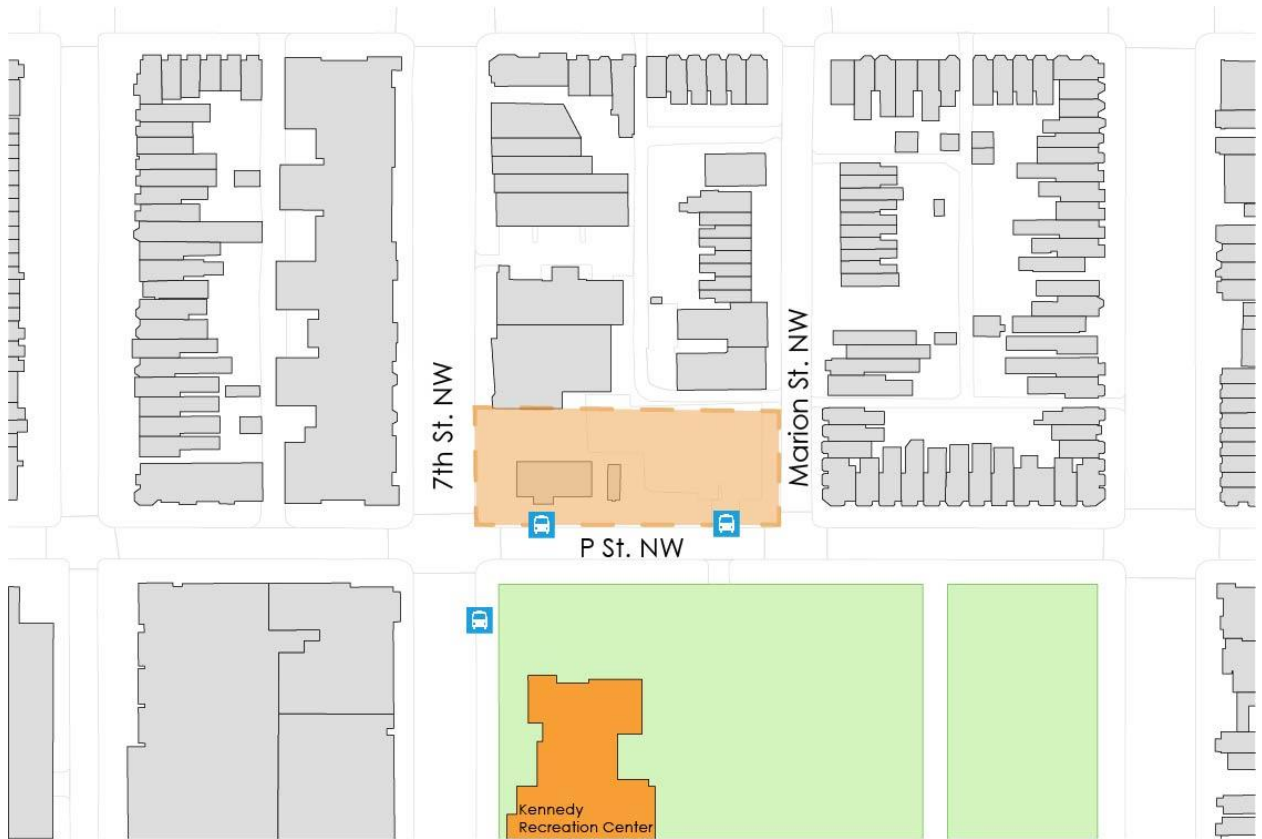 7th St. NW
Marion St. NW
P St. NW
Kennedy
Recreation Center